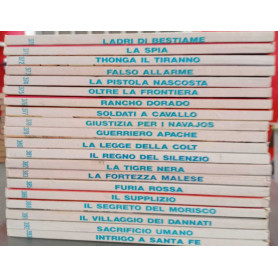 LADRI DI BESTIAME
LA SPIA
THONGA IL TIRANNO
FALSO ALLARME
LA PISTOLA NASCOSTA
OLTRE LA FRONTIERA
RANCHO DORADO
SOLDATI A CAVALLO
GIUSTIZIA PER I NAVAJOS
GUERRIERO APACHE
LA LEGGE DELLA COLT
IL REGNO DEL SILENZIO
LA TIGRE NERA
LA FORTEZZA MALESE
FURIA ROSSA
IL SUPPLIZIO
IL SEGRETO DEL MORISCO
IL VILLAGGIO DEI DANNATI
SACRIFICIO UMANO
INTRIGO A SANTA FE